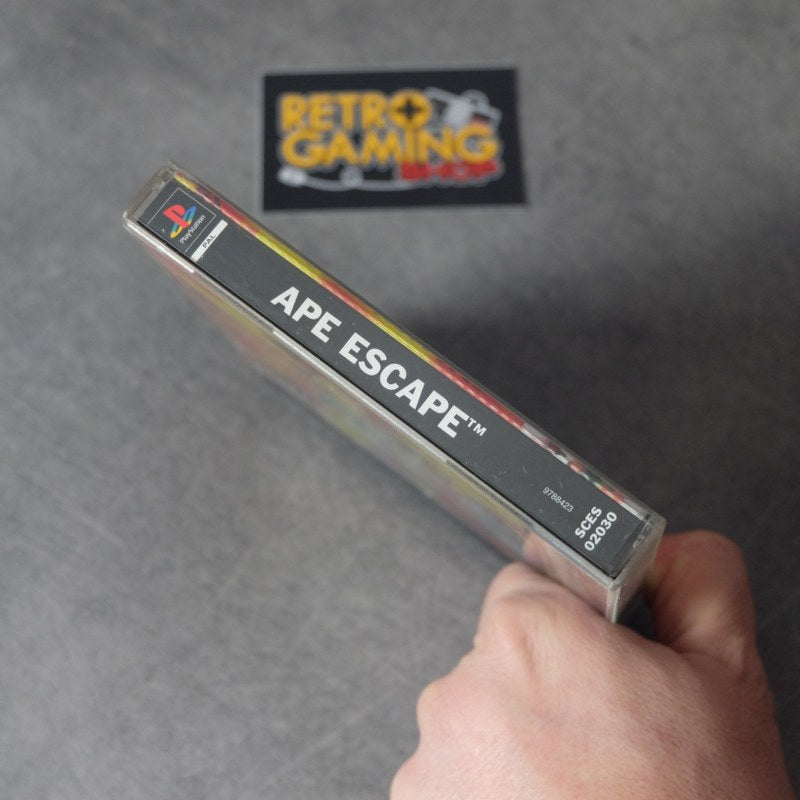 RETRO
GAMING
SHOP
PlayStation
PAL
APE ESCAPE™
9788423
SCES
02030